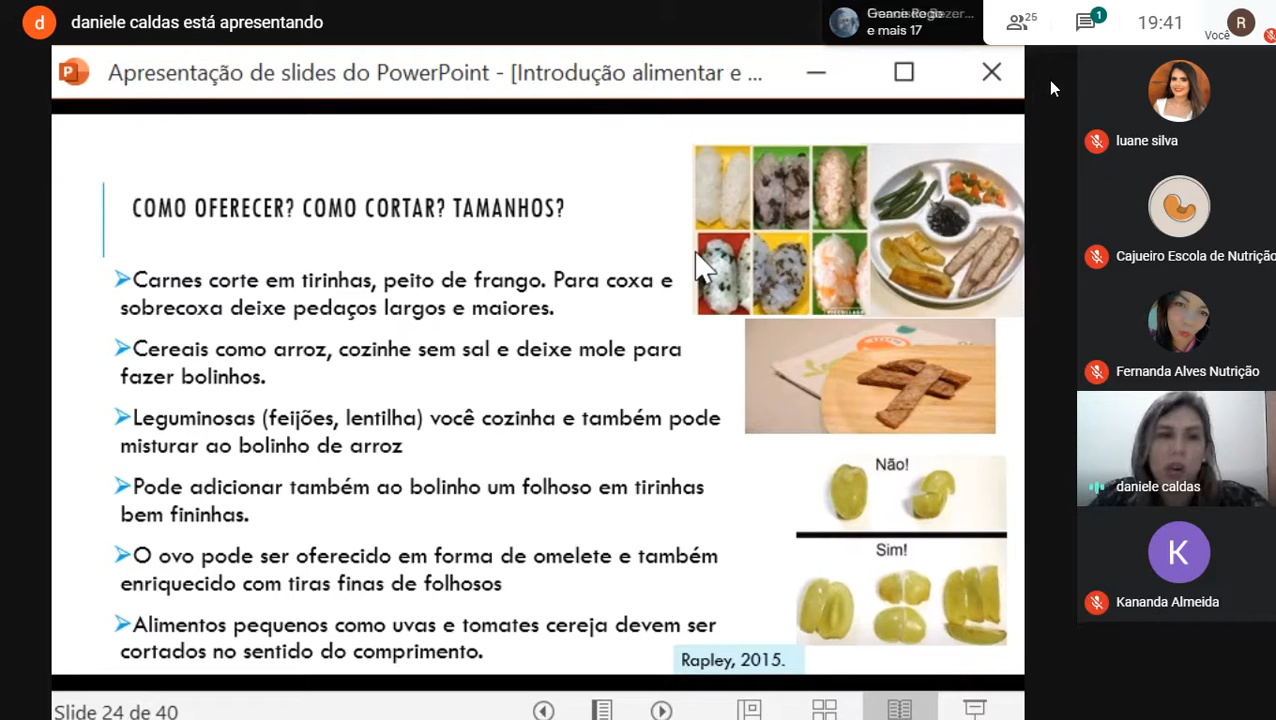 d daniele caldas está apresentando
e mais 17
25
1
19:41
Você
R
Apresentação de slides do PowerPoint - [Introdução alimentar e ...
COMO OFERECER? COMO CORTAR? TAMANHOS?
➤Carnes corte em tirinhas, peito de frango. Para coxa e
sobrecoxa deixe pedaços largos e maiores.
➤Cereais como arroz, cozinhe sem sal e deixe mole para
fazer bolinhos.
➤Leguminosas (feijões, lentilha) você cozinha e também pode
misturar ao bolinho de arroz
➤Pode adicionar também ao bolinho um folhoso em tirinhas
bem fininhas.
➤O ovo pode ser oferecido em forma de omelete e também
enriquecido com tiras finas de folhosos
➤Alimentos pequenos como uvas e tomates cereja devem ser
cortados no sentido do comprimento.
Não!
Sim!
Rapley, 2015.
Slide 24 de 40
luane silva
Cajueiro Escola de Nutrição
Fernanda Alves Nutrição
daniele caldas
K
Kananda Almeida